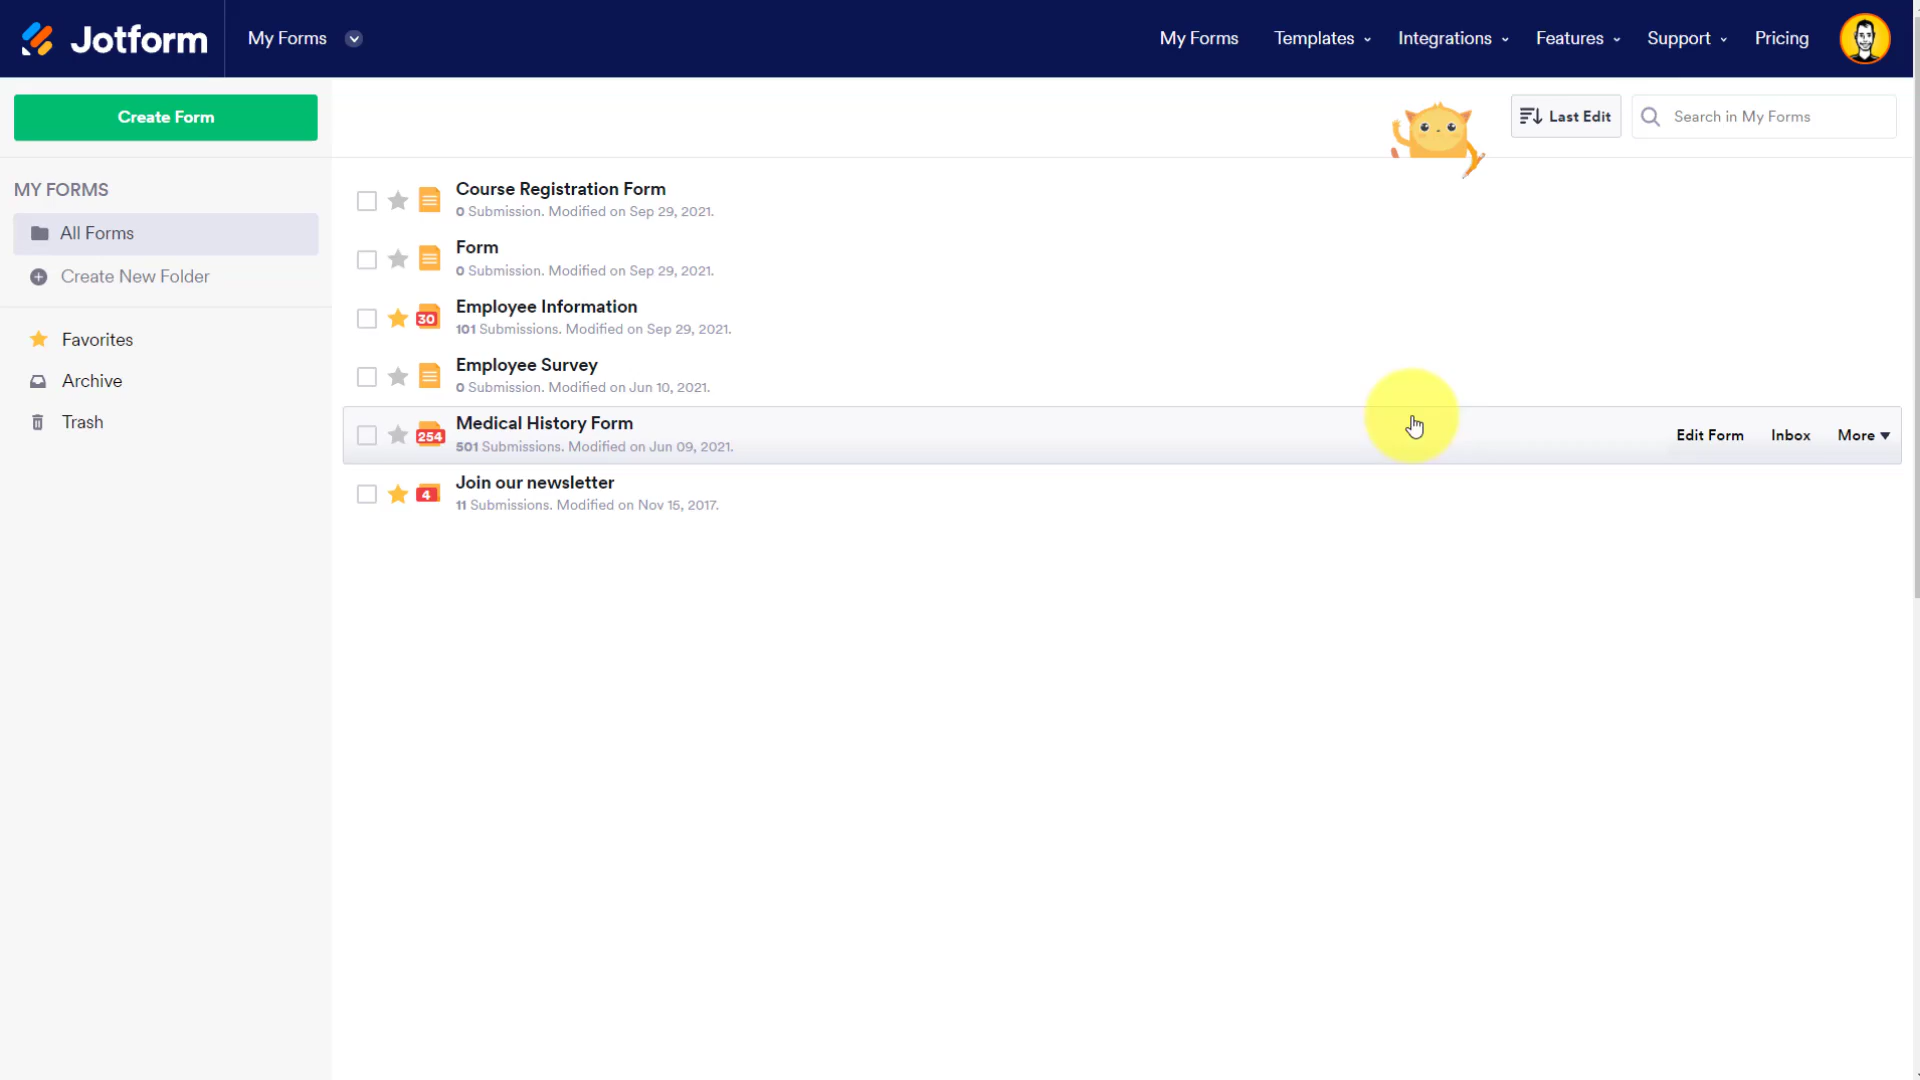 Jotform
My Forms
My Forms
Templates
Integrations
Features
Support
Pricing
Create Form
Last Edit
Search in My Forms
MY FORMS
All Forms
Create New Folder
Favorites
Archive
Trash
Course Registration Form
0 Submission. Modified on Sep 29, 2021.
Form
0 Submission. Modified on Sep 29, 2021.
30
Employee Information
101 Submissions. Modified on Sep 29, 2021.
Employee Survey
0 Submission. Modified on Jun 10, 2021.
254
Medical History Form
501 Submissions. Modified on Jun 09, 2021.
Edit Form
Inbox
More
4
Join our newsletter
11 Submissions. Modified on Nov 15, 2017.